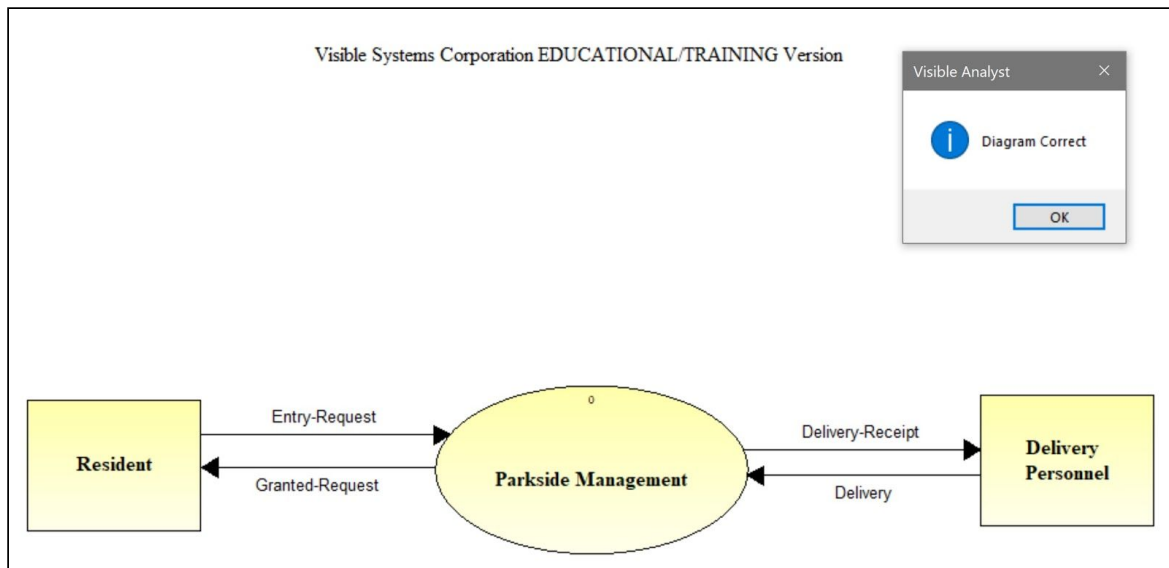 Visible Systems Corporation EDUCATIONAL/TRAINING Version
Visible Analyst
Diagram Correct
OK
0
Entry-Request
Delivery-Receipt
Resident
Parkside Management
Delivery
Personnel
Granted-Request
Delivery